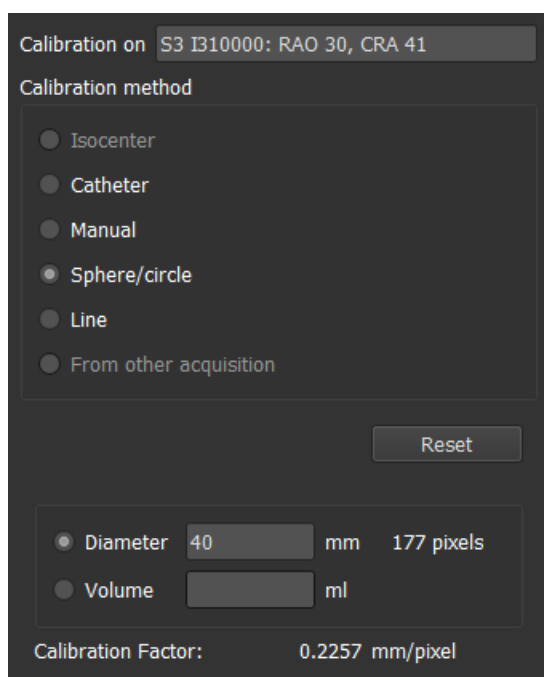 Calibration on S3 I310000: RAO 30, CRA 41
Calibration method
Isocenter
Catheter
Manual
Sphere/circle
Line
From other acquisition
Reset
Diameter 40 mm 177 pixels
Volume ml
Calibration Factor: 0.2257 mm/pixel